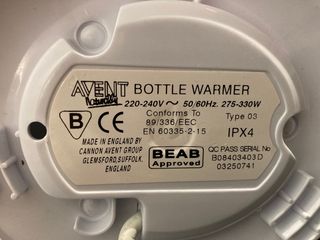 AVENT BOTTLE WARMER
Naturally
220-240V ~ 50/60Hz. 275-330W
Conforms To Type 03
B CE 89/336/EEC
EN 60335-2-15 IPX4
MADE IN ENGLAND BY
CANNON AVENT GROUP
GLEMSFORD, SUFFOLK,
ENGLAND
BEAB
Approved
QC PASS SERIAL No
B08403403D
03250741